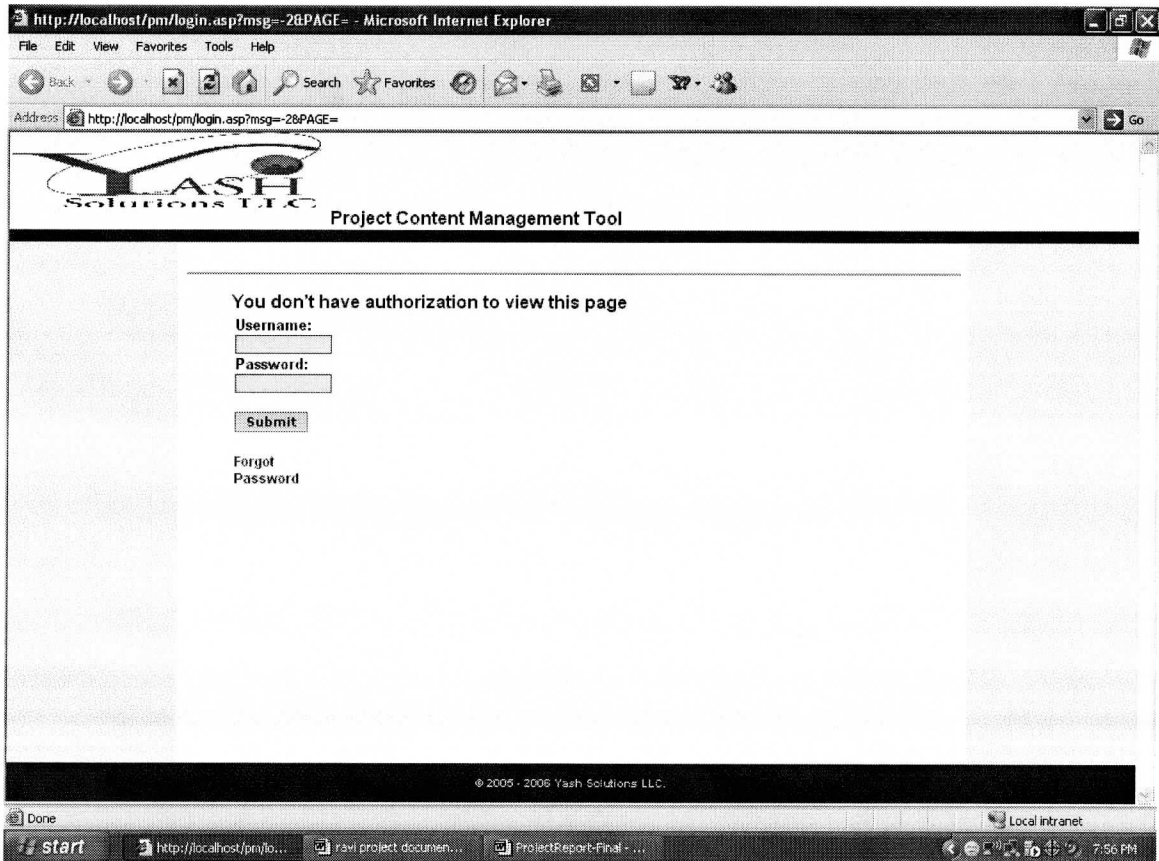 http://localhost/pm/login.asp?msg=-2&PAGE= - Microsoft Internet Explorer
File Edit View Favorites Tools Help
Back Search Favorites
Address http://localhost/pm/login.asp?msg=-2&PAGE= Go
YASH
Solutions LLC
Project Content Management Tool
You don't have authorization to view this page
Username:
Password:
Submit
Forgot
Password
© 2005 - 2006 Yash Solutions LLC.
Done Local intranet
start http://localhost/pm/lo... ravi project documen... ProjectReport-Final - ... 7:56 PM